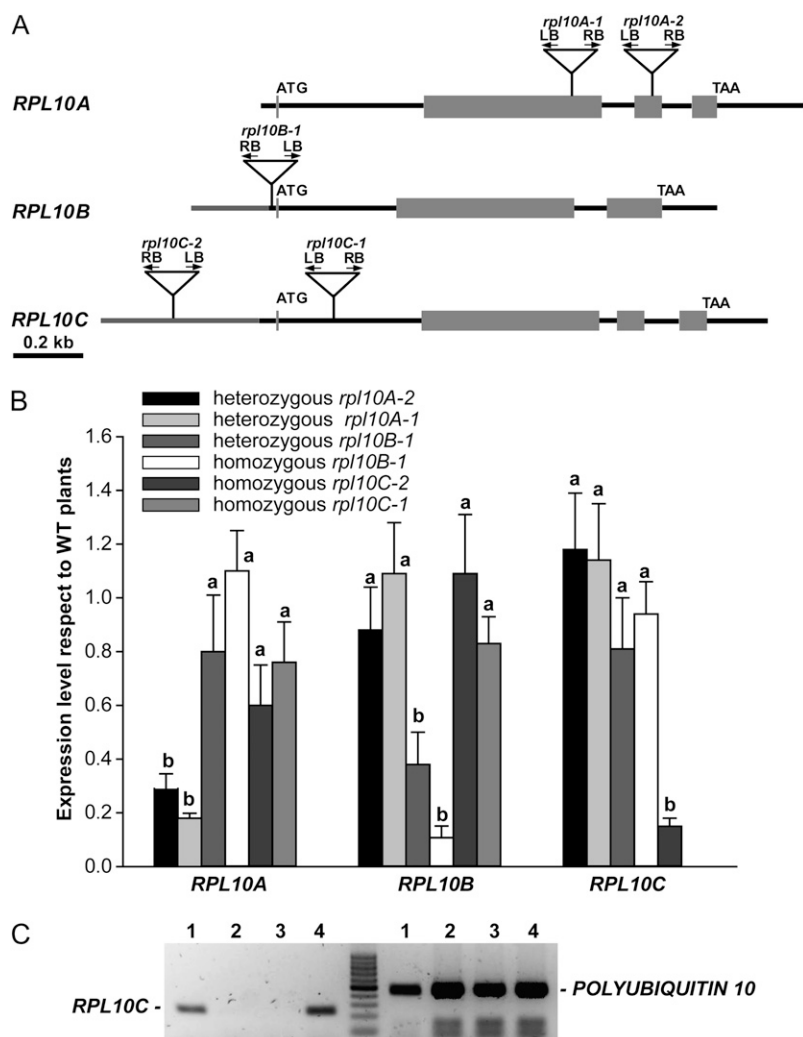 A
rpl10A-1 rpl10A-2
LB RB LB RB
ATG TAA
RPL10A
rpl10B-1
RB LB
ATG TAA
RPL10B
rpl10C-2 rpl10C-1
RB LB LB RB
ATG TAA
RPL10C
0.2 kb
B
heterozygous rpl10A-2
heterozygous rpl10A-1
heterozygous rpl10B-1
homozygous rpl10B-1
homozygous rpl10C-2
homozygous rpl10C-1
Expression level respect to WT plants
1.6
1.4
1.2
1.0
0.8
0.6
0.4
0.2
0.0
b b a a a a
a a b b a a
a a a a b
RPL10A RPL10B RPL10C
C
1 2 3 4 1 2 3 4
RPL10C - - POLYUBIQUITIN 10